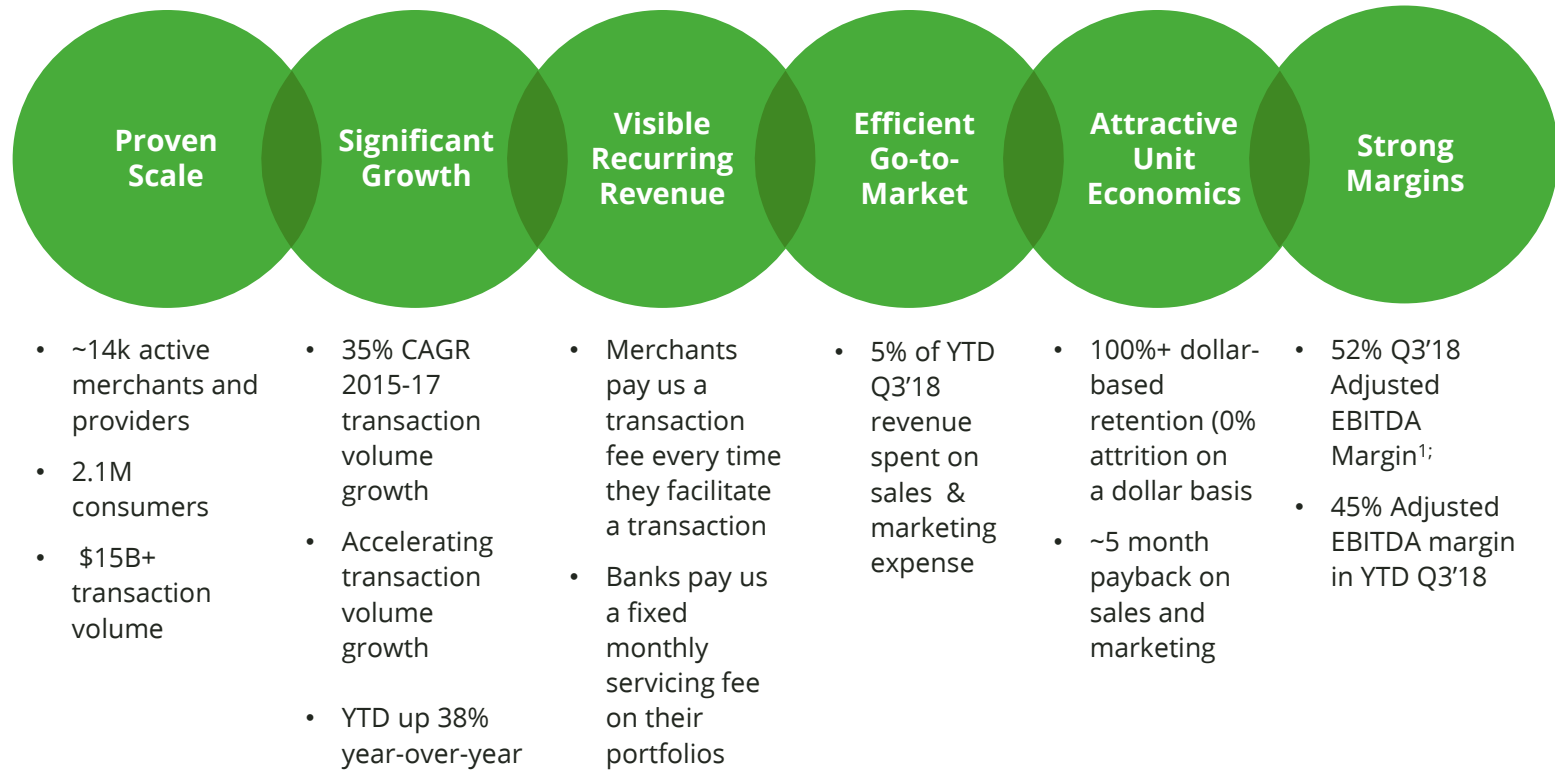 Proven
Scale
Significant
Growth
Visible
Recurring
Revenue
Efficient
Go-to-
Market
Attractive
Unit
Economics
Strong
Margins
• ~14k active
merchants and
providers
• 2.1M
consumers
• $15B+
transaction
volume
• 35% CAGR
2015-17
transaction
volume
growth
• Accelerating
transaction
volume
growth
• YTD up 38%
year-over-year
• Merchants
pay us a
transaction
fee every time
they facilitate
a transaction
• Banks pay us
a fixed
monthly
servicing fee
on their
portfolios
• 5% of YTD
Q3’18
revenue
spent on
sales & 
marketing
expense
• 100%+ dollar-
based
retention (0%
attrition on
a dollar basis
• ~5 month
payback on
sales and
marketing
• 52% Q3’18
Adjusted
EBITDA
Margin1;
• 45% Adjusted
EBITDA margin
in YTD Q3’18